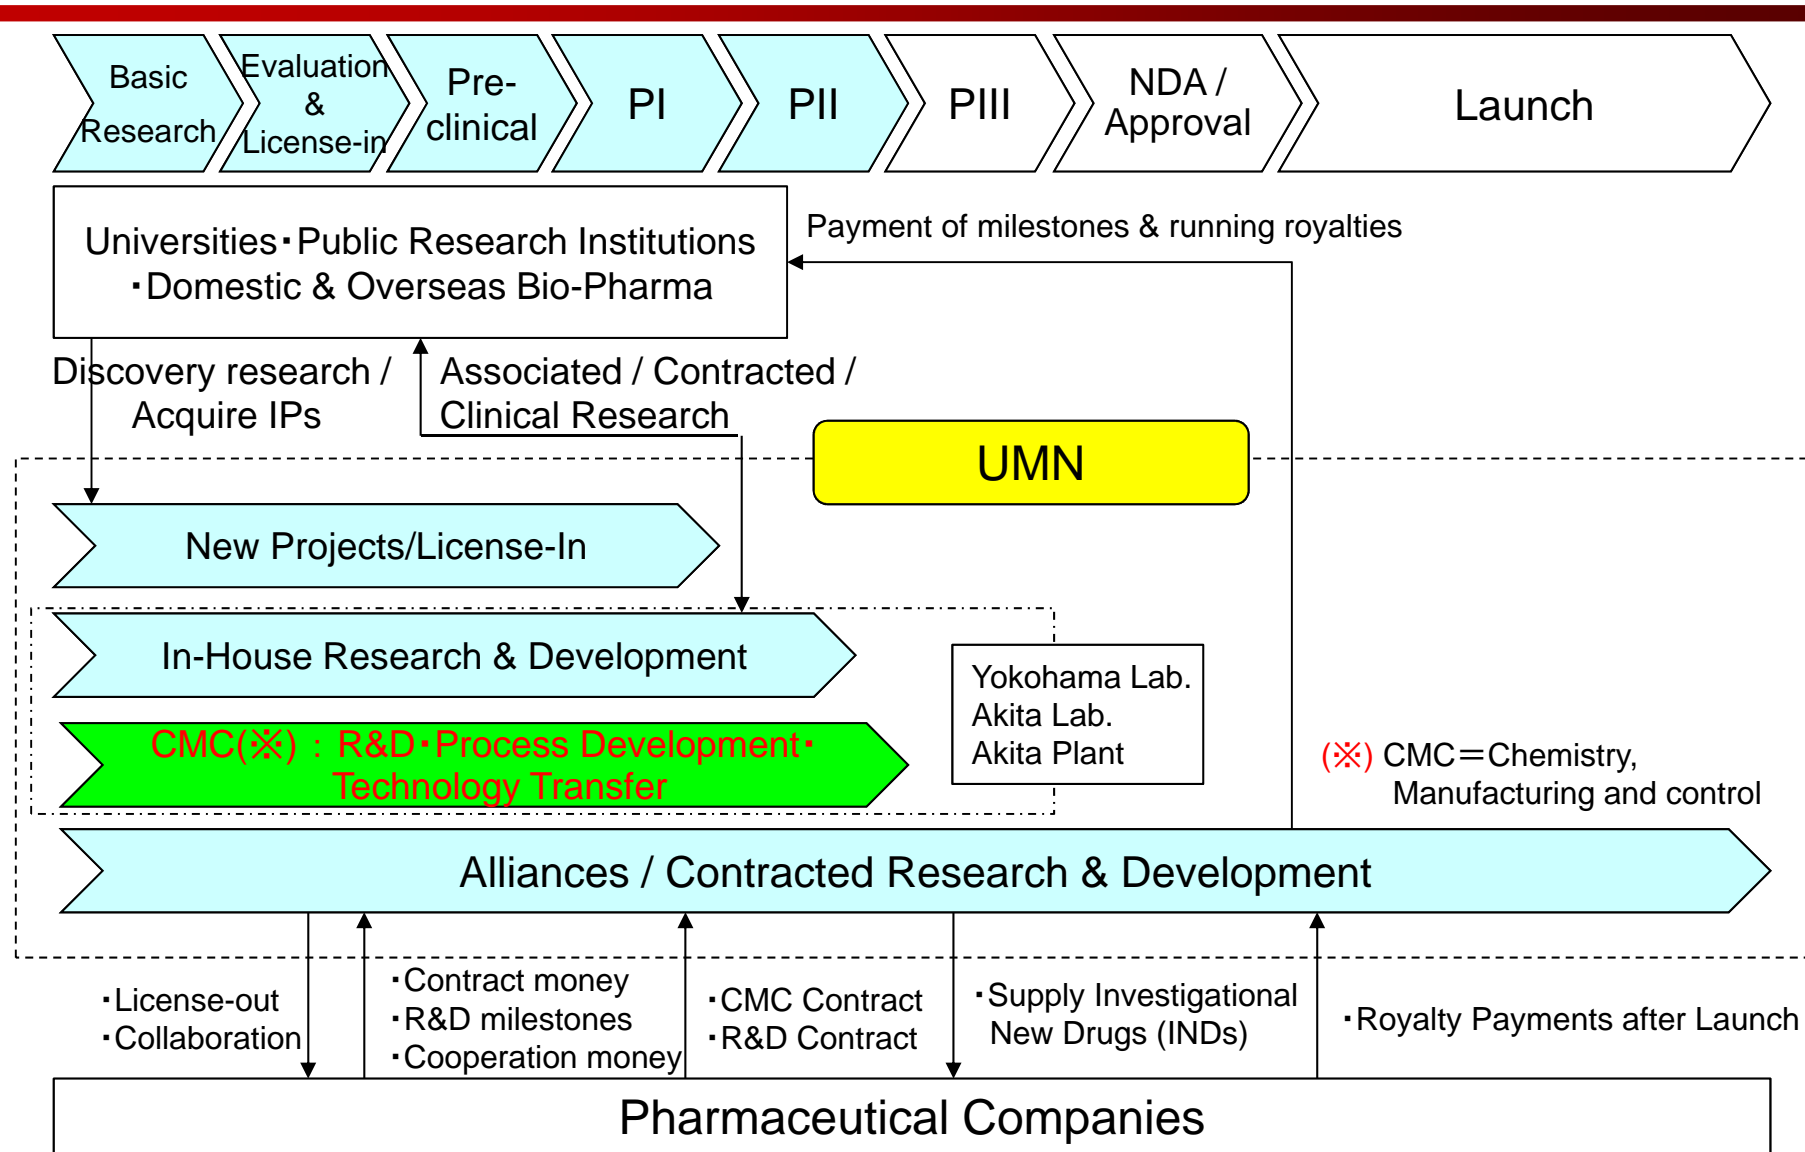 Basic
Research
Evaluation
&
License-in
Pre-
clinical
PI
PII
PIII
NDA /
Approval
Launch
Universities・Public Research Institutions
・Domestic & Overseas Bio-Pharma
Payment of milestones & running royalties
Discovery research /
Acquire IPs
Associated / Contracted /
Clinical Research
UMN
New Projects/License-In
In-House Research & Development
Yokohama Lab.
Akita Lab.
Akita Plant
CMC(※)：R&D・Process Development・
Technology Transfer
(※) CMC＝Chemistry,
Manufacturing and control
Alliances / Contracted Research & Development
・License-out
・Collaboration
・Contract money
・R&D milestones
・Cooperation money
・CMC Contract
・R&D Contract
・Supply Investigational
New Drugs (INDs)
・Royalty Payments after Launch
Pharmaceutical Companies